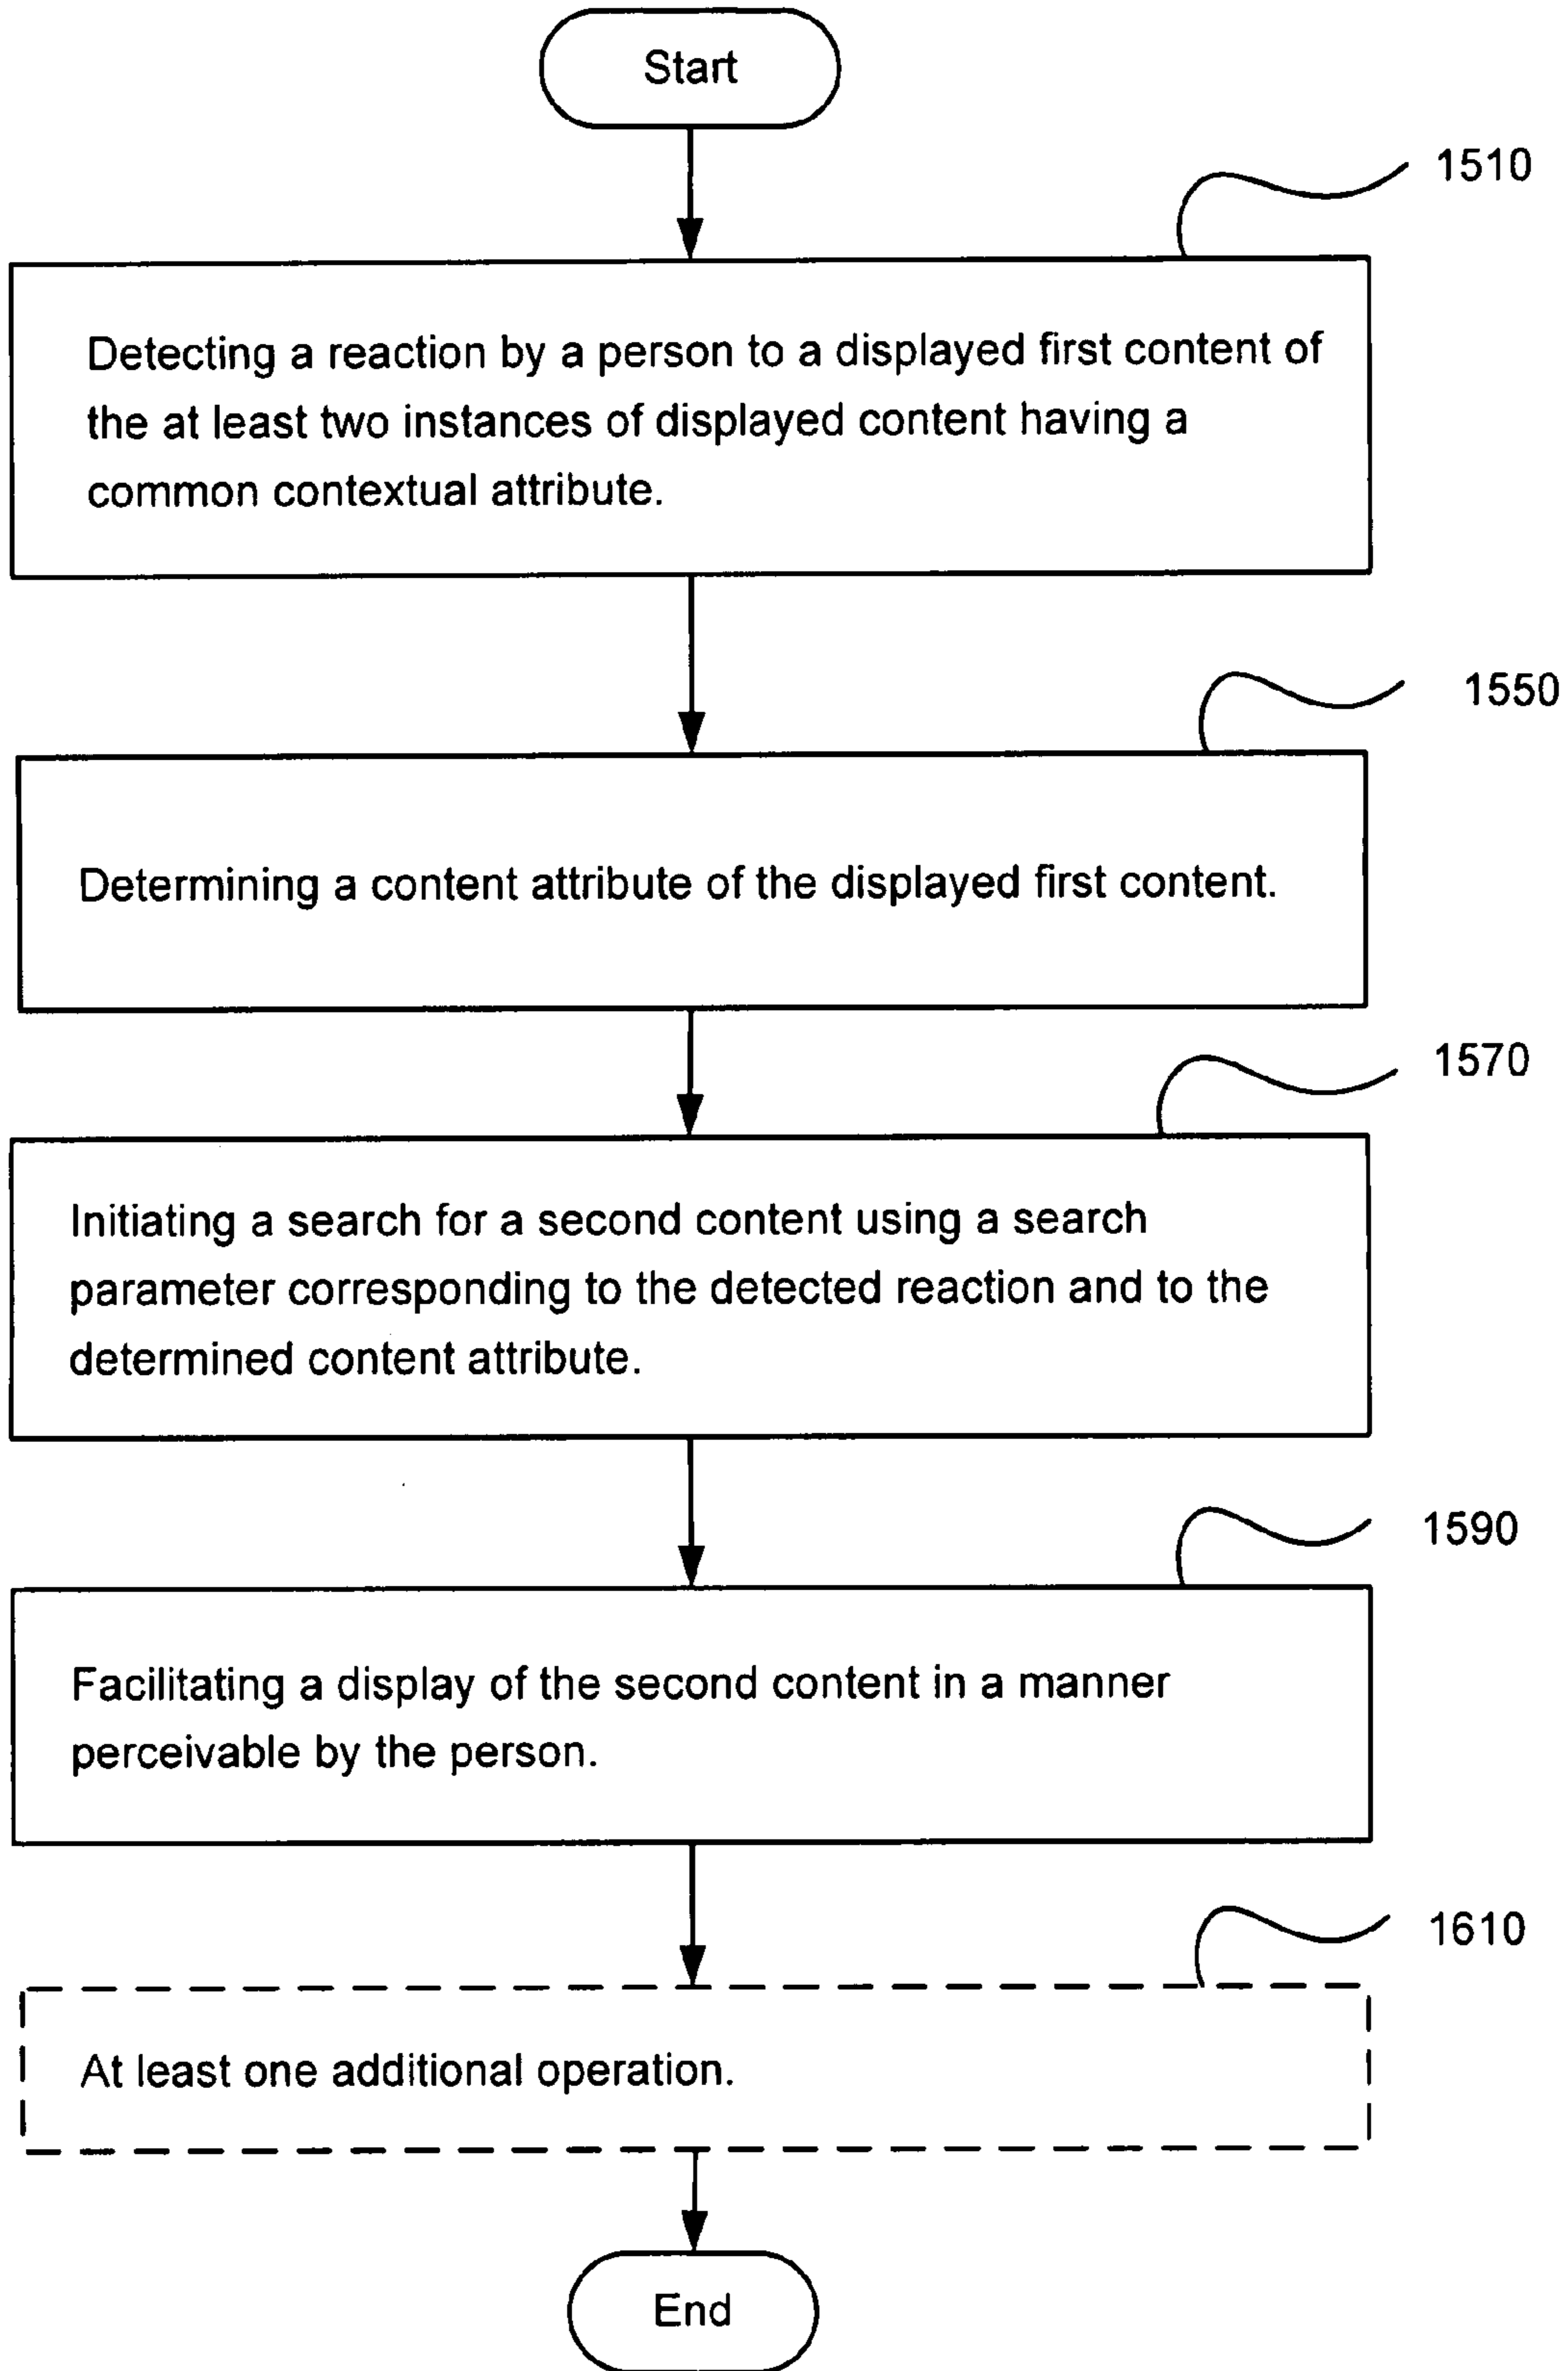 Start
1510
Detecting a reaction by a person to a displayed first content of
the at least two instances of displayed content having a
common contextual attribute.
1550
Determining a content attribute of the displayed first content.
1570
Initiating a search for a second content using a search
parameter corresponding to the detected reaction and to the
determined content attribute.
1590
Facilitating a display of the second content in a manner
perceivable by the person.
1610
At least one additional operation.
End